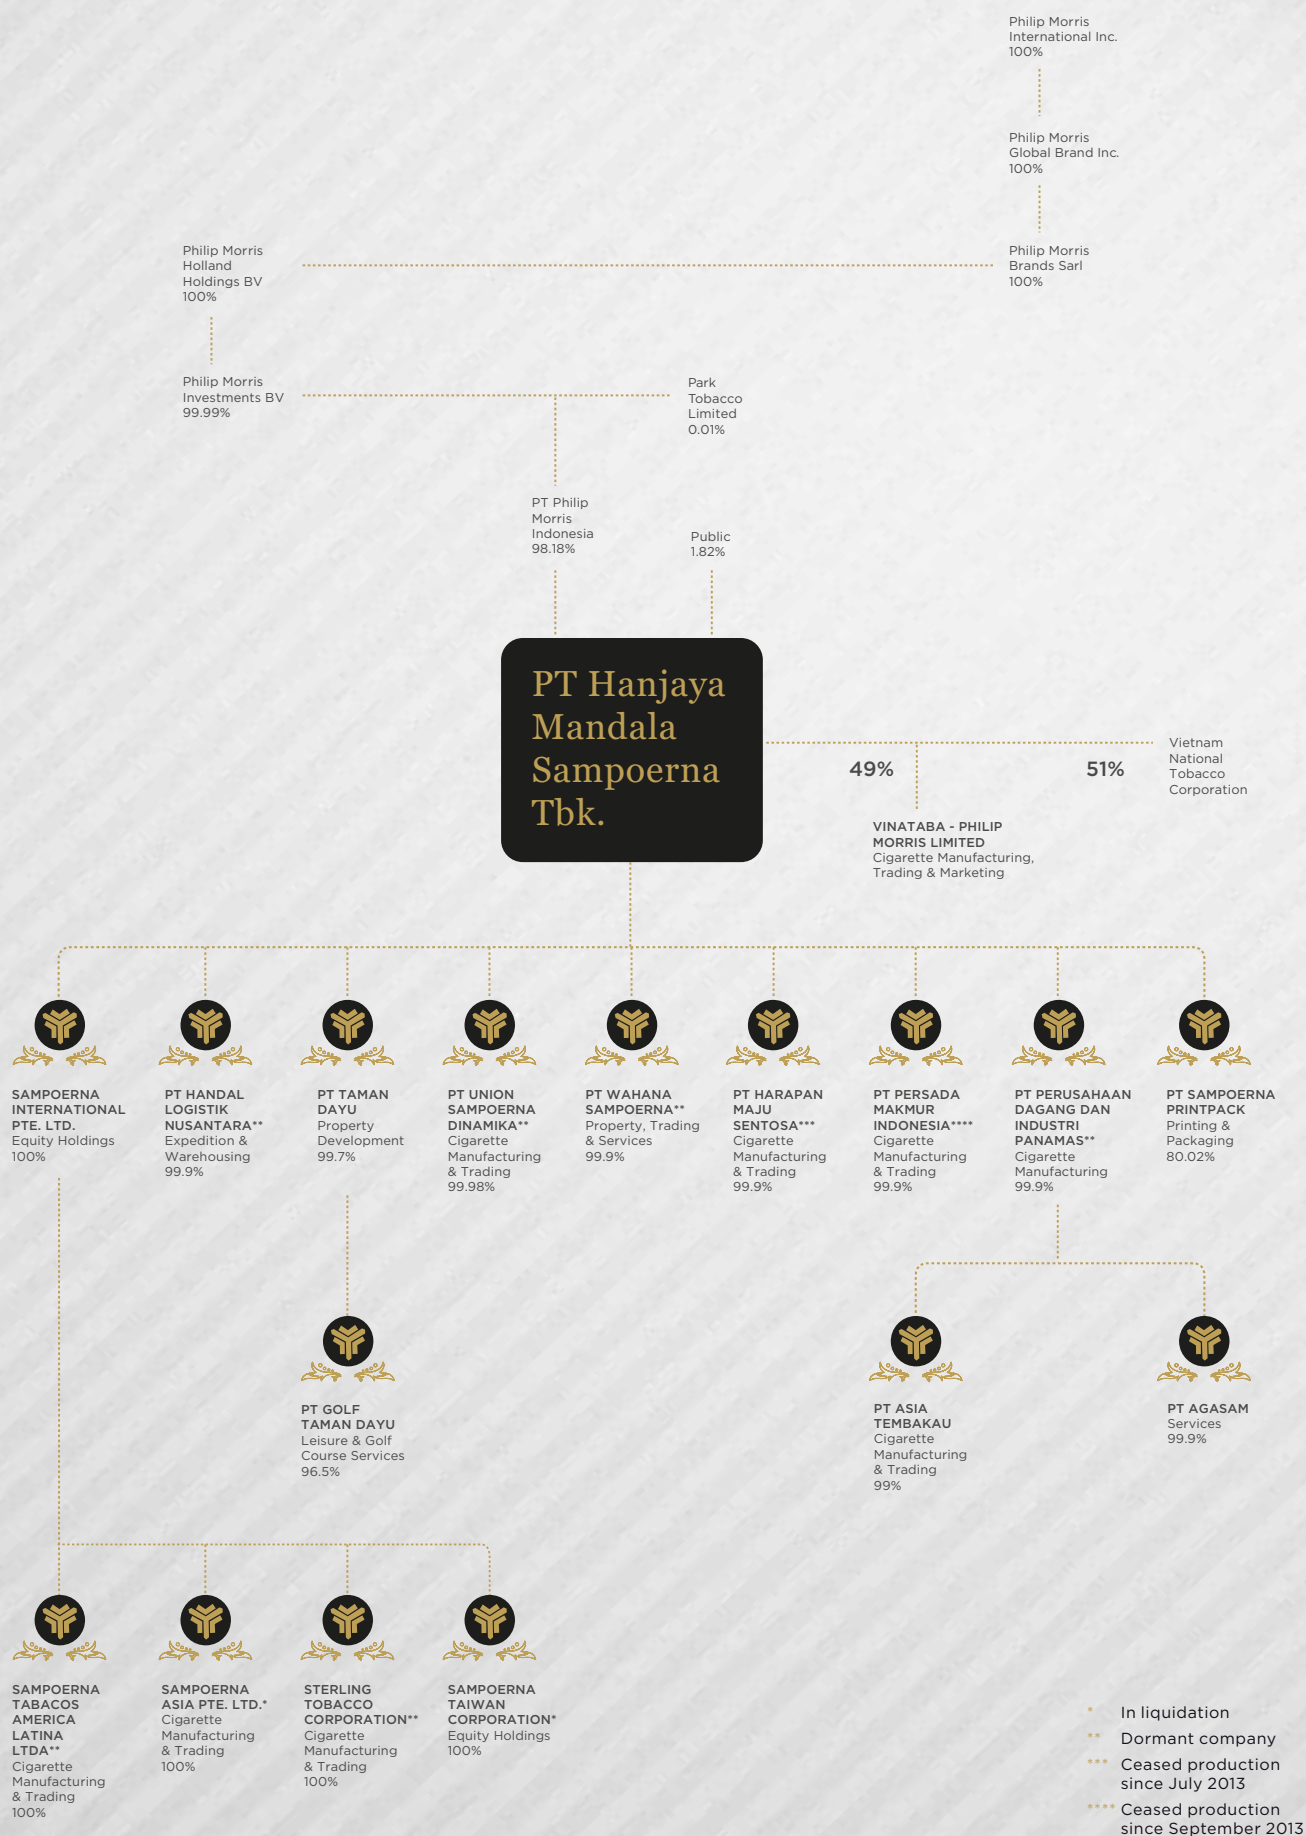 Philip Morris
International Inc.
100%
Philip Morris
Global Brand Inc.
100%
Philip Morris
Holland
Holdings BV
100%
Philip Morris
Brands Sarl
100%
Philip Morris
Investments BV
99.99%
Park
Tobacco
Limited
0.01%
PT Philip
Morris
Indonesia
98.18%
Public
1.82%
PT Hanjaya
Mandala
Sampoerna
Tbk.
49%
51%
Vietnam
National
Tobacco
Corporation
VINATABA - PHILIP
MORRIS LIMITED
Cigarette Manufacturing,
Trading & Marketing
SAMPOERNA
INTERNATIONAL
PTE. LTD.
Equity Holdings
100%
PT HANDAL
LOGISTIK
NUSANTARA**
Expedition &
Warehousing
99.9%
PT TAMAN
DAYU
Property
Development
99.7%
PT UNION
SAMPOERNA
DINAMIKA**
Cigarette
Manufacturing
& Trading
99.98%
PT WAHANA
SAMPOERNA**
Property, Trading
& Services
99.9%
PT HARAPAN
MAJU
SENTOSA***
Cigarette
Manufacturing
& Trading
99.9%
PT PERSADA
MAKMUR
INDONESIA****
Cigarette
Manufacturing
& Trading
99.9%
PT PERUSAHAAN
DAGANG DAN
INDUSTRI
PANAMAS**
Cigarette
Manufacturing
99.9%
PT SAMPOERNA
PRINTPACK
Printing &
Packaging
80.02%
PT GOLF
TAMAN DAYU
Leisure & Golf
Course Services
96.5%
PT ASIA
TEMBAKAU
Cigarette
Manufacturing
& Trading
99%
PT AGASAM
Services
99.9%
SAMPOERNA
TABACOS
AMERICA
LATINA
LTDA**
Cigarette
Manufacturing
& Trading
100%
SAMPOERNA
ASIA PTE. LTD.*
Cigarette
Manufacturing
& Trading
100%
STERLING
TOBACCO
CORPORATION**
Cigarette
Manufacturing
& Trading
100%
SAMPOERNA
TAIWAN
CORPORATION*
Equity Holdings
100%
* In liquidation
** Dormant company
*** Ceased production
since July 2013
**** Ceased production
since September 2013